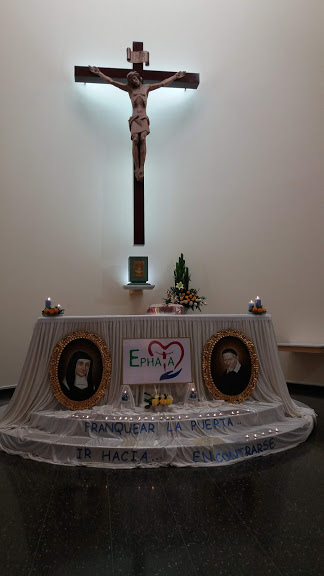 EPHATA
FRANQUEAR LA PUERTA...
IR HACIA... ENCONTRARSE